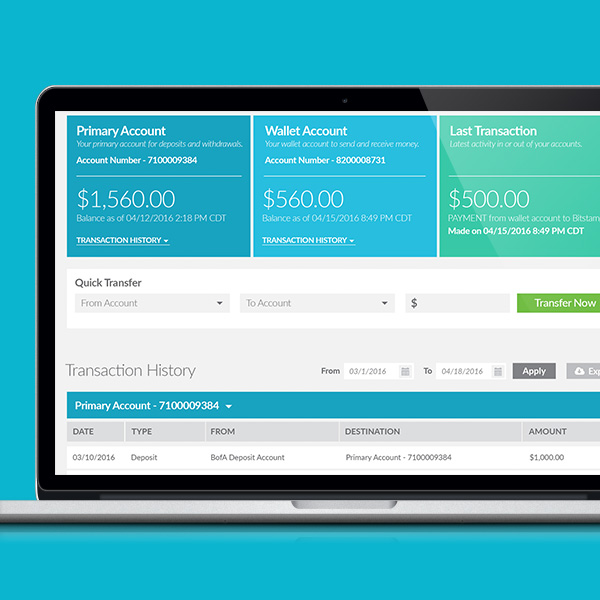 Primary Account
Your primary account for deposits and withdrawals.
Account Number - 7100009384
$1,560.00
Balance as of 04/12/2016 2:18 PM CDT
TRANSACTION HISTORY
Wallet Account
Your wallet account to send and receive money.
Account Number - 8200008731
$560.00
Balance as of 04/15/2016 8:49 PM CDT
TRANSACTION HISTORY
Last Transaction
Latest activity in or out of your accounts.
$500.00
PAYMENT from wallet account to Bitstam
Made on 04/15/2016 8:49 PM CDT
Quick Transfer
From Account To Account $ Transfer Now
Transaction History From 03/1/2016 To 04/18/2016 Apply Exp
Primary Account - 7100009384
DATE TYPE FROM DESTINATION AMOUNT
03/10/2016 Deposit BofA Deposit Account Primary Account - 7100009384 $1,000.00